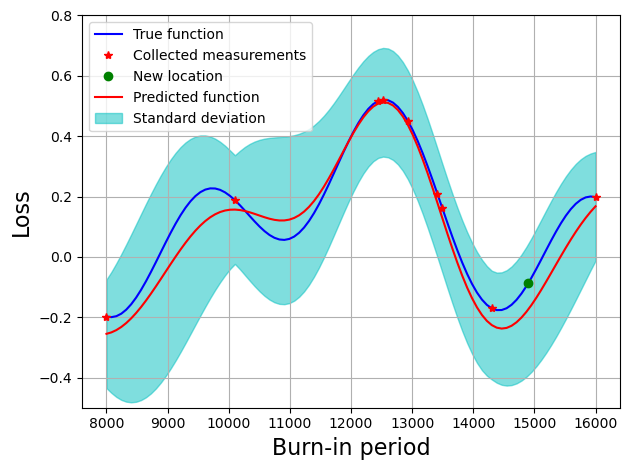 True function
Collected measurements
New location
Predicted function
Standard deviation
Loss
0.8
0.6
0.4
0.2
0.0
−0.2
−0.4
8000 9000 10000 11000 12000 13000 14000 15000 16000
Burn-in period